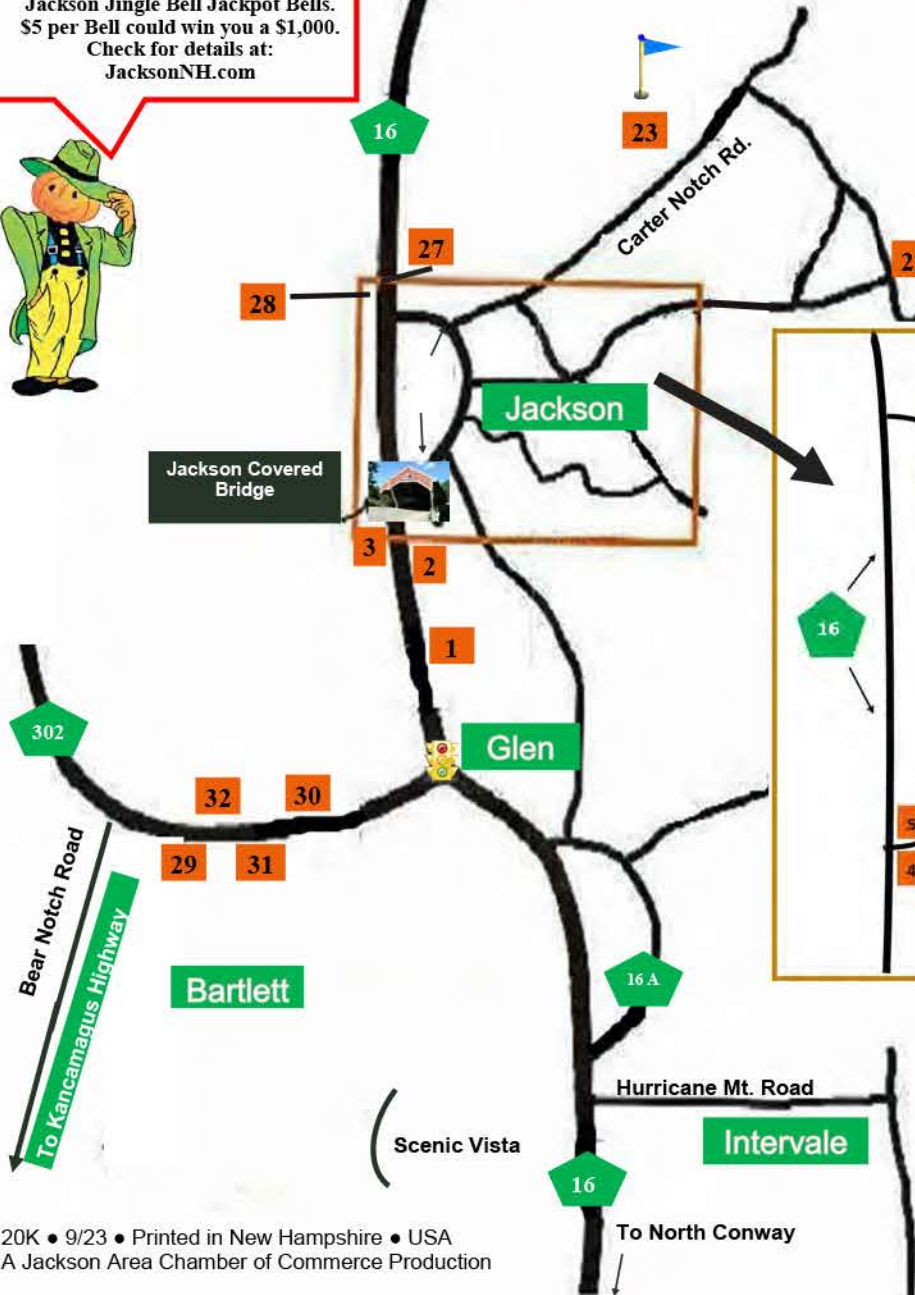 Jackson Jingle Bell Jackpot Bells.
$5 per Bell could win you a $1,000.
Check for details at:
JacksonNH.com
16
23
Carter Notch Rd.
27
28
2
Jackson
Jackson Covered
Bridge
3
2
1
16
302
Glen
32
30
29
31
5
4
Bear Notch Road
To Kancamagus Highway
Bartlett
16 A
Hurricane Mt. Road
Intervale
Scenic Vista
16
To North Conway
20K ● 9/23 ● Printed in New Hampshire ● USA
A Jackson Area Chamber of Commerce Production